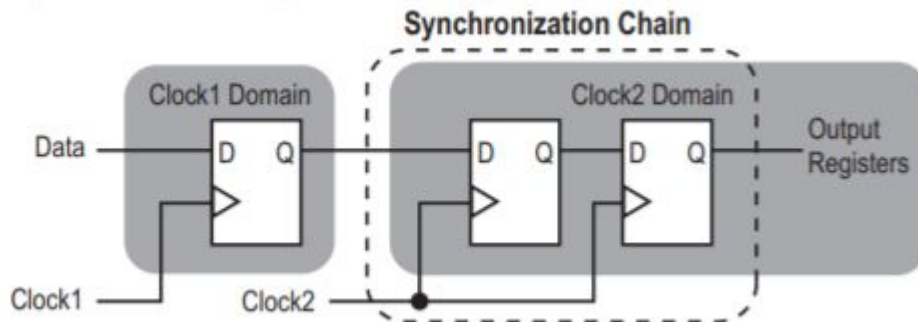 Synchronization Chain
Clock1 Domain
Clock2 Domain
Data
D Q
D Q
D Q
Output
Registers
Clock1
Clock2